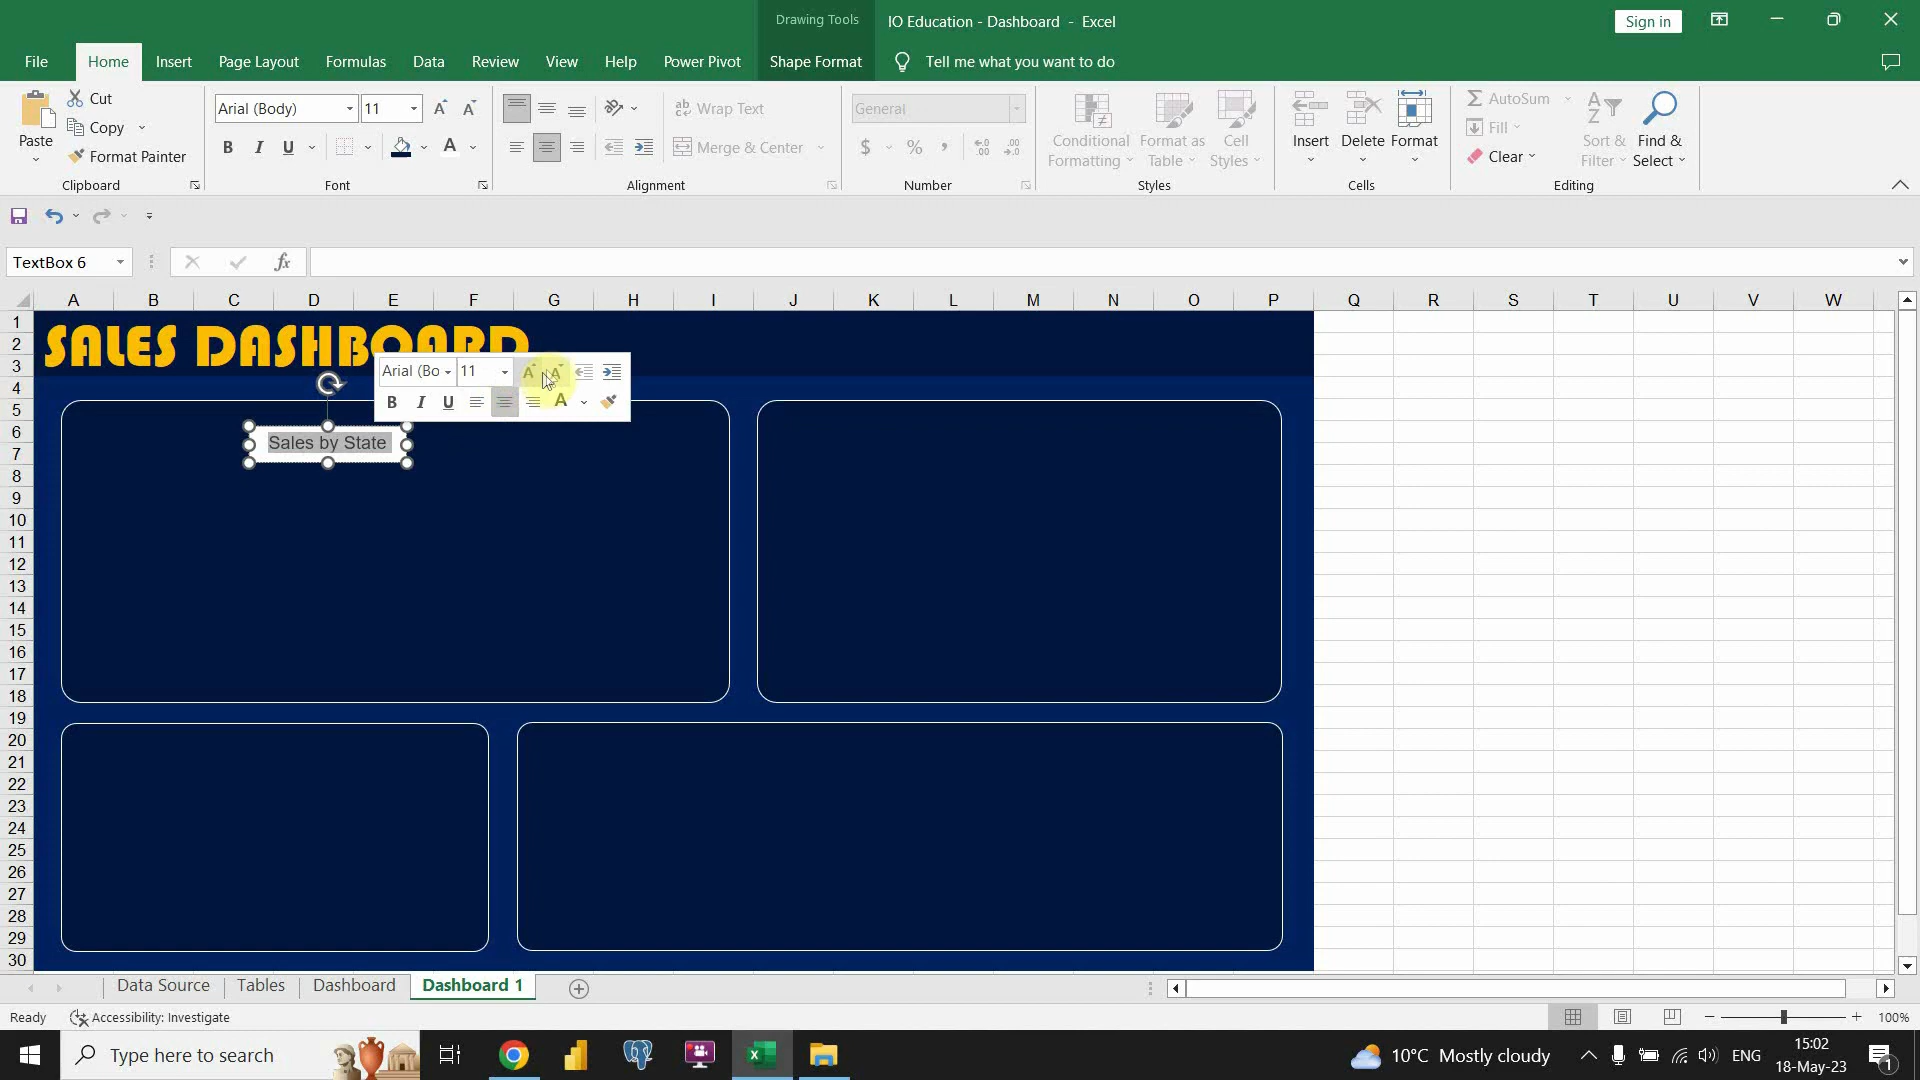 Drawing Tools
IO Education - Dashboard - Excel
Sign in
File Home Insert Page Layout Formulas Data Review View Help Power Pivot Shape Format Tell me what you want to do
Paste
Cut
Copy
Format Painter
Clipboard
Arial (Body) 11
Font
Wrap Text
Merge & Center
Alignment
General
Number
Conditional Formatting
Format as Table
Cell Styles
Styles
Insert Delete Format
Cells
AutoSum
Fill
Clear
Sort & Filter
Find & Select
Editing
TextBox 6
fx
A B C D E F G H I J K L M N O P Q R S T U V W
1
2
3
4
5
6
7
8
9
10
11
12
13
14
15
16
17
18
19
20
21
22
23
24
25
26
27
28
29
30
SALES DASHBOARD
Arial (Bo 11
B I U
Sales by State
Data Source Tables Dashboard Dashboard 1
Ready Accessibility: Investigate
100%
Type here to search
10°C Mostly cloudy
ENG
15:02
18-May-23
1